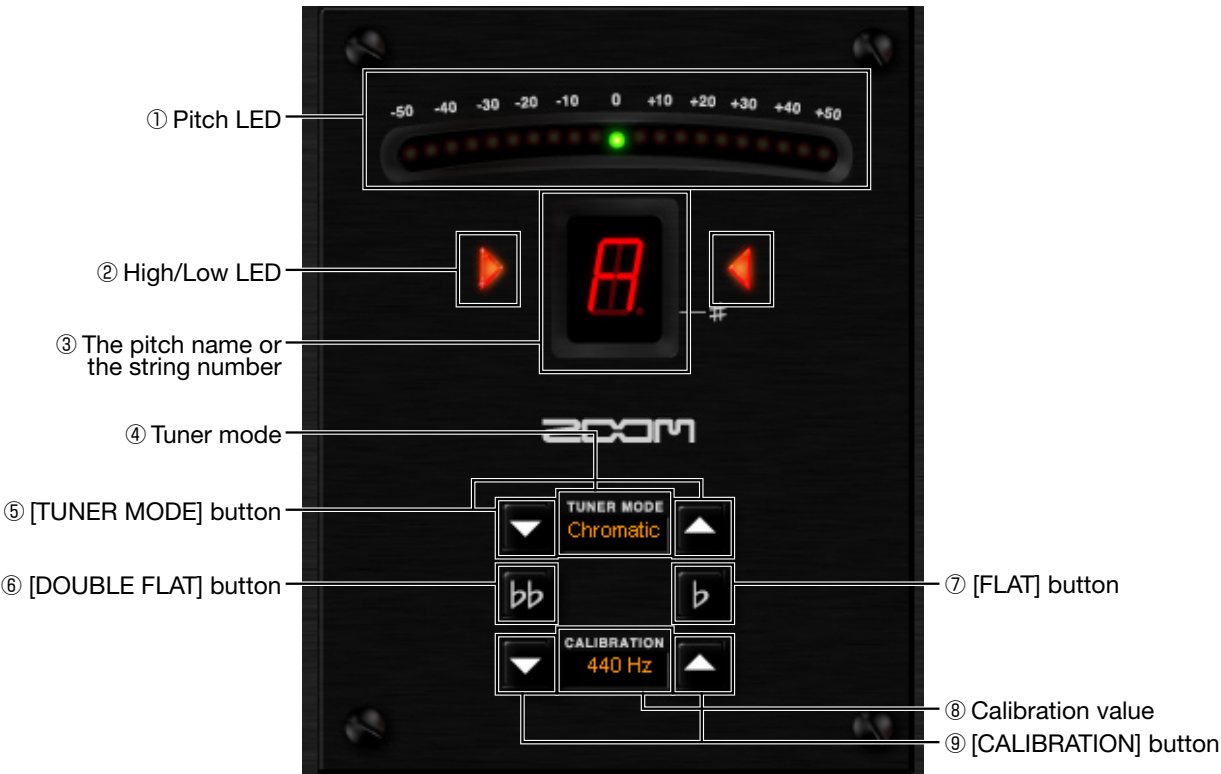 -50 -40 -30 -20 -10 0 +10 +20 +30 +40 +50
① Pitch LED
② High/Low LED
A
#
③ The pitch name or
the string number
④ Tuner mode
ZOOM
⑤ [TUNER MODE] button
TUNER MODE
Chromatic
⑥ [DOUBLE FLAT] button
♭♭
♭
⑦ [FLAT] button
CALIBRATION
440 Hz
⑧ Calibration value
⑨ [CALIBRATION] button